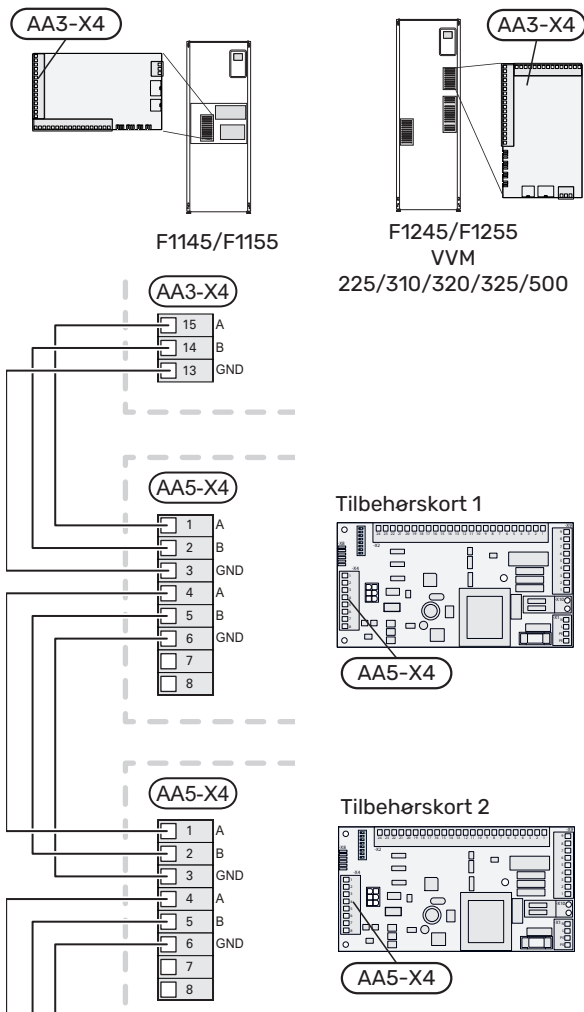 AA3-X4
AA3-X4
F1145/F1155
F1245/F1255
VVM
225/310/320/325/500
AA3-X4
15 A
14 B
13 GND
AA5-X4
1 A
2 B
3 GND
4 A
5 B
6 GND
7
8
Tilbehørskort 1
AA5-X4
AA5-X4
1 A
2 B
3 GND
4 A
5 B
6 GND
7
8
Tilbehørskort 2
AA5-X4